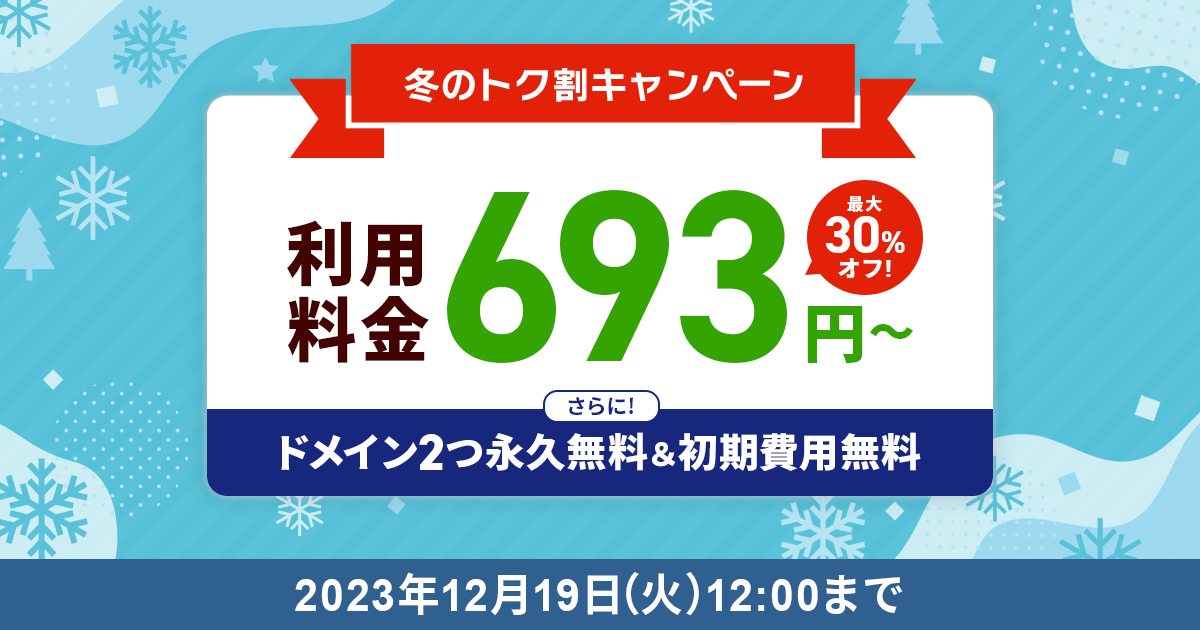 冬のトク割キャンペーン
利用
料金
693円～
最大
30%
オフ!
さらに!
ドメイン2つ永久無料&初期費用無料
2023年12月19日(火)12:00まで